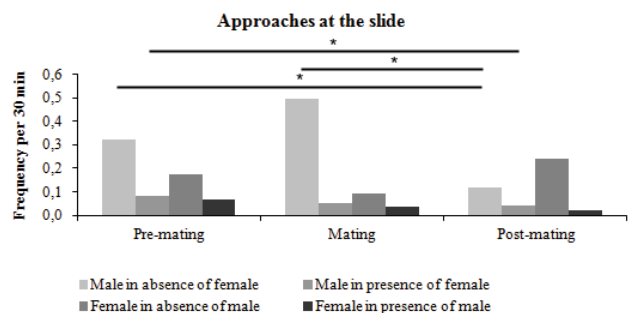 Approaches at the slide
*
*
*
Frequency per 30 min
0,6
0,5
0,4
0,3
0,2
0,1
0,0
Pre-mating Mating Post-mating
Male in absence of female Male in presence of female
Female in absence of male Female in presence of male